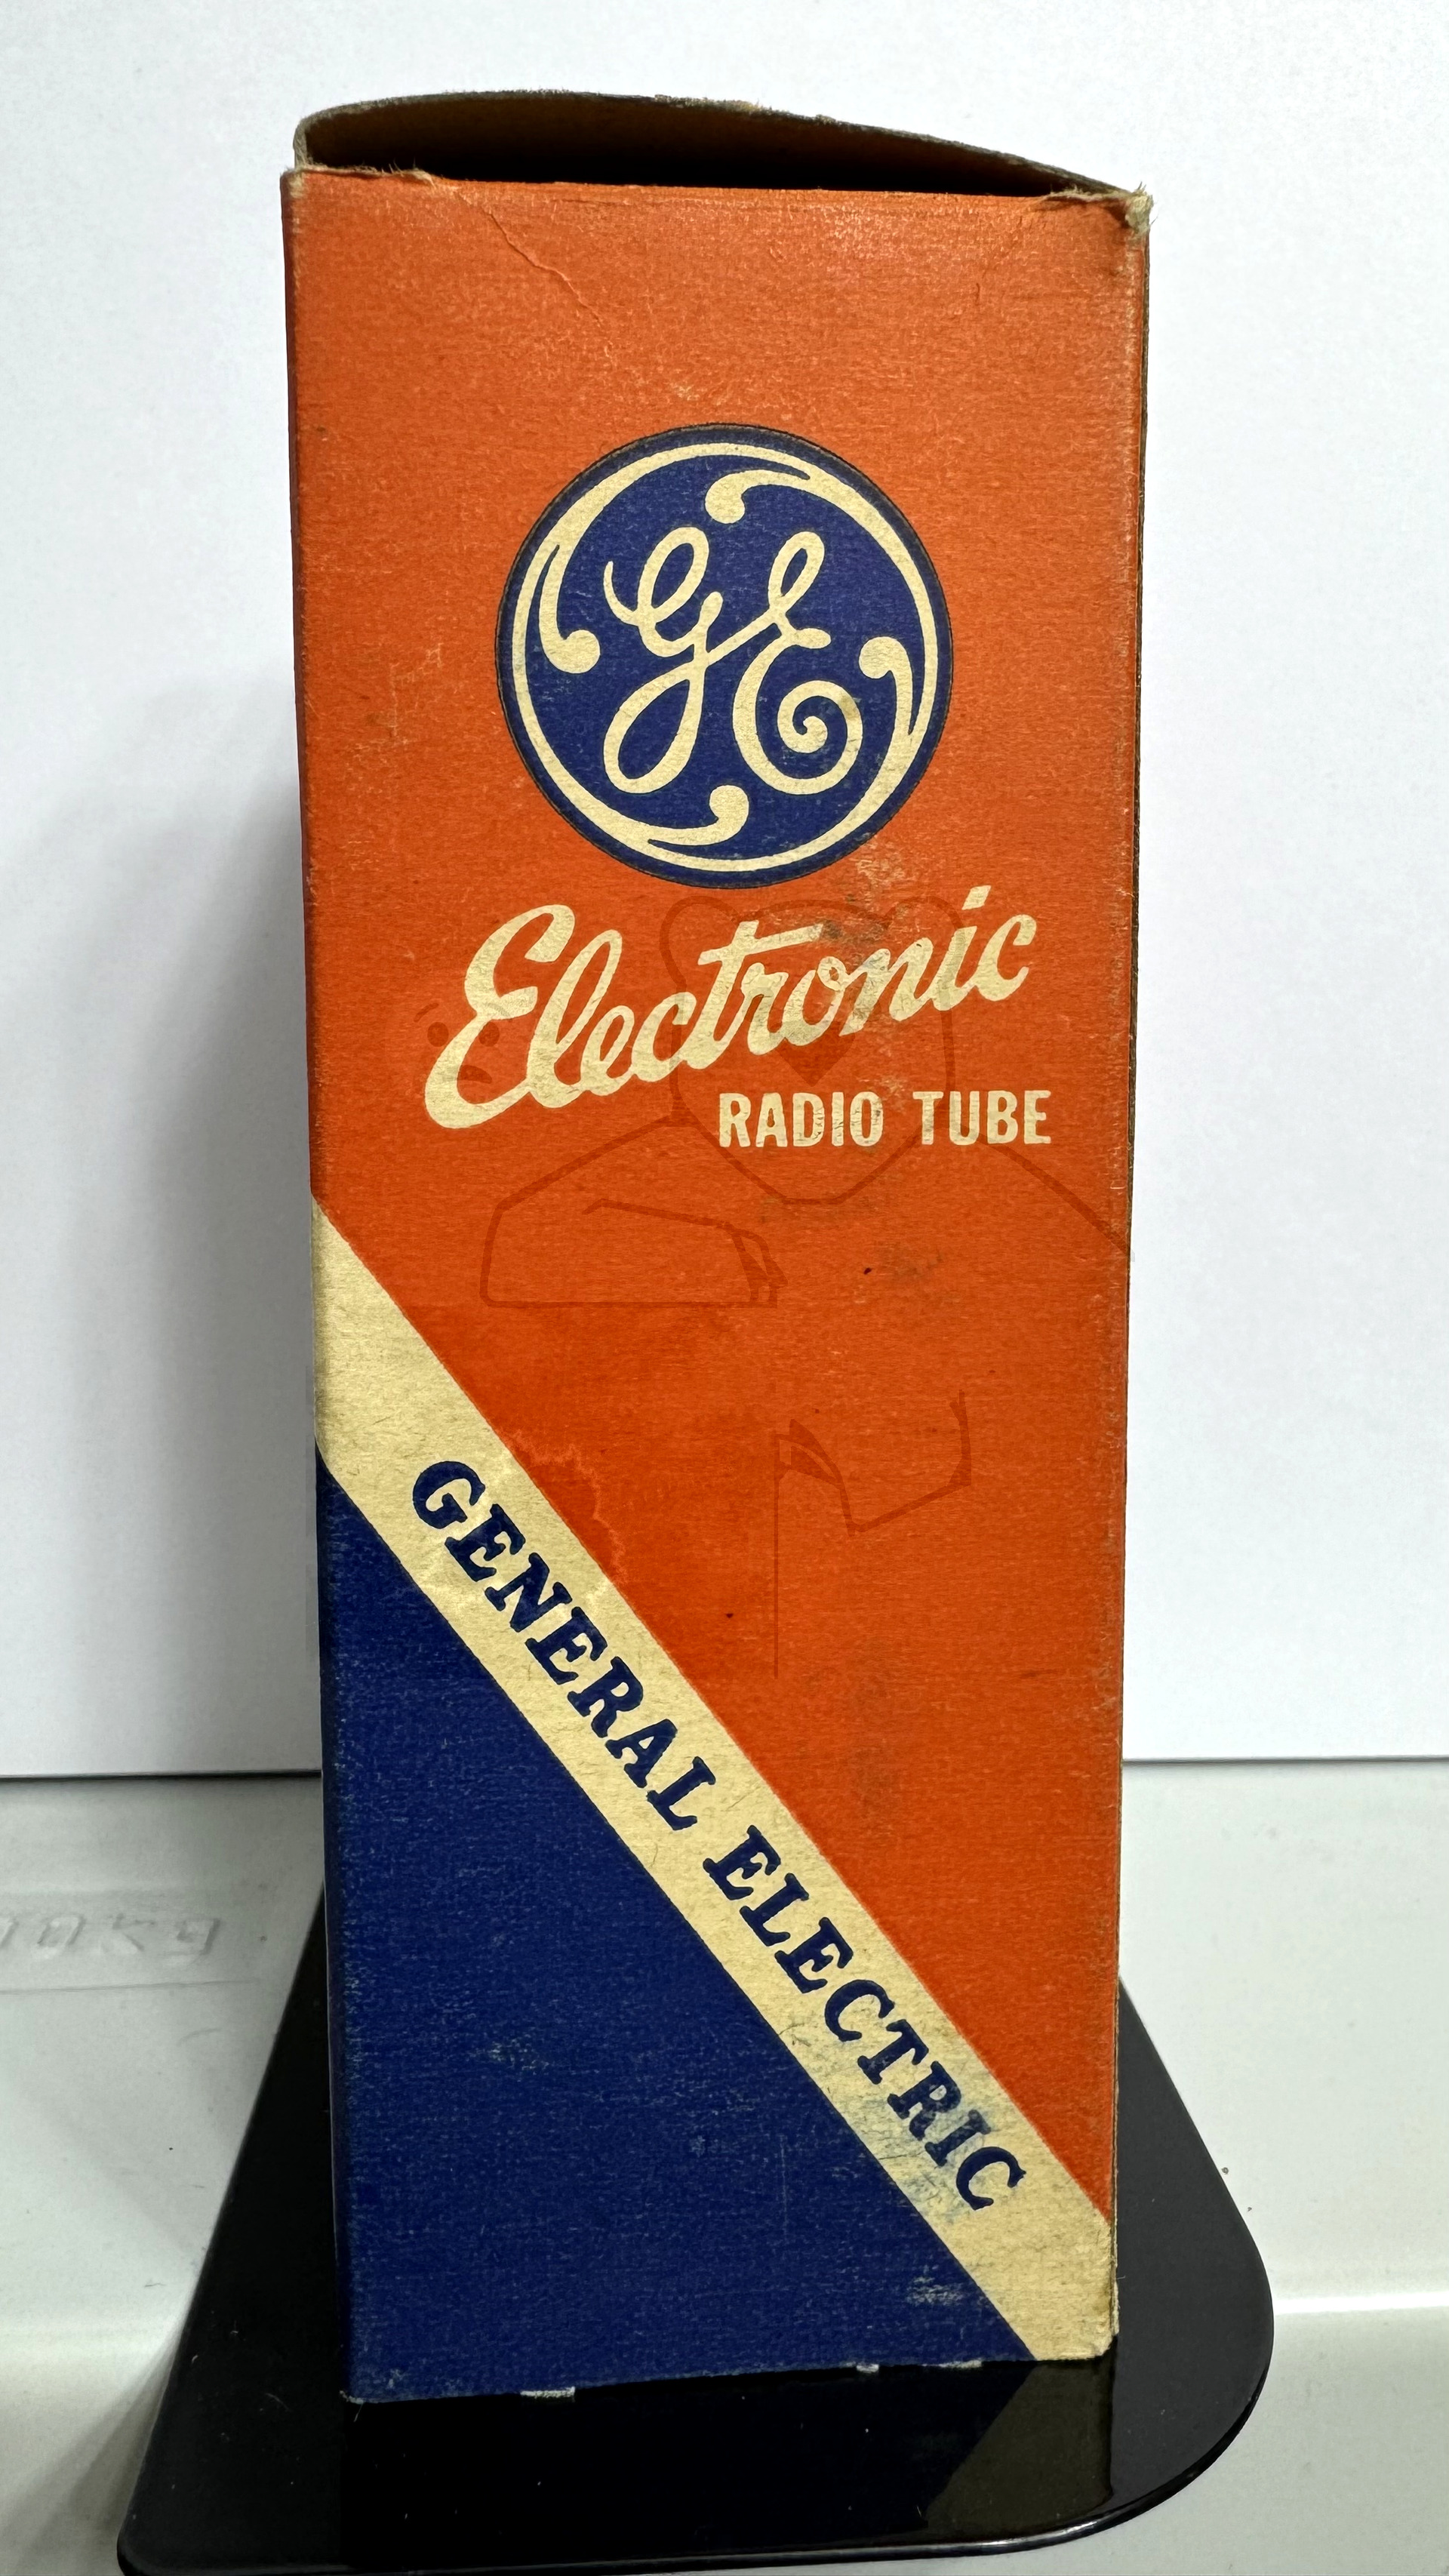 GE
Electronic
RADIO TUBE
GENERAL ELECTRIC